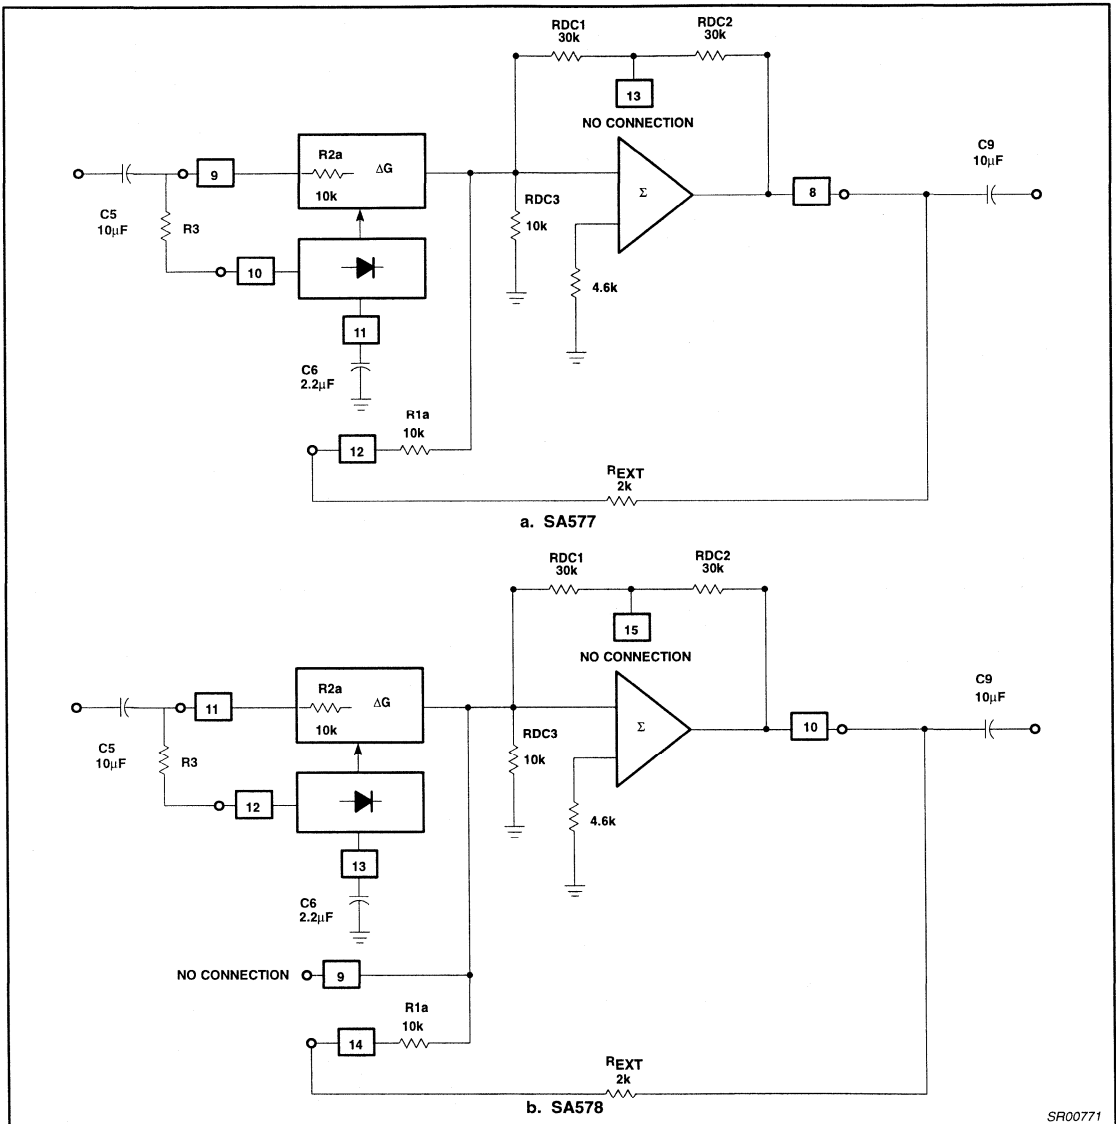 RDC1
30k
RDC2
30k
13
NO CONNECTION
C9
10μF
9
R2a
10k
ΔG
Σ
8
C5
10μF
R3
RDC3
10k
10
4.6k
11
C6
2.2μF
R1a
10k
12
REXT
2k
a. SA577
RDC1
30k
RDC2
30k
15
NO CONNECTION
C9
10μF
11
R2a
10k
ΔG
Σ
10
C5
10μF
R3
RDC3
10k
12
4.6k
13
C6
2.2μF
NO CONNECTION
9
R1a
10k
14
REXT
2k
b. SA578
SR00771